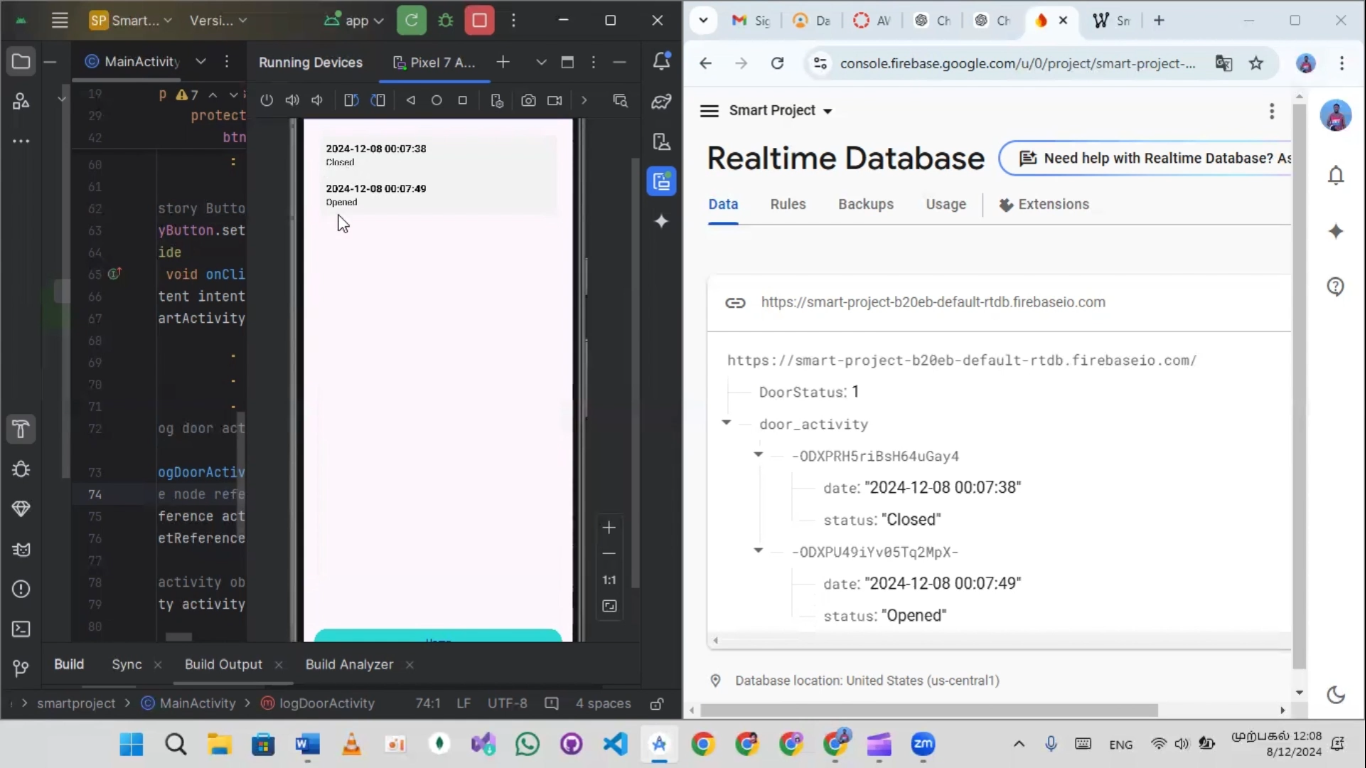 SP Smart...
Versi...
app
MainActivity
Running Devices
Pixel 7 A...
19
p 7
29
protect
42
btn
60
61
62
story Butto
63
yButton.set
64
ide
65
void onCli
66
tent intent
67
artActivity
68
69
70
71
72
og door act
73
ogDoorActiv
74
e node refe
75
ference act
76
etReference
77
78
activity ob
79
ty activity
80
2024-12-08 00:07:38
Closed
2024-12-08 00:07:49
Opened
1:1
Build
Sync
Build Output
Build Analyzer
smartproject
MainActivity
logDoorActivity
74:1
LF
UTF-8
4 spaces
Sig
Da
AV
Ch
Ch
Sn
console.firebase.google.com/u/0/project/smart-project-...
Smart Project
Realtime Database
Need help with Realtime Database? As
Data
Rules
Backups
Usage
Extensions
https://smart-project-b20eb-default-rtdb.firebaseio.com
https://smart-project-b20eb-default-rtdb.firebaseio.com/
DoorStatus: 1
door_activity
-ODXPRH5riBsH64uGay4
date: "2024-12-08 00:07:38"
status: "Closed"
-ODXPU49iYv05Tq2MpX-
date: "2024-12-08 00:07:49"
status: "Opened"
Database location: United States (us-central1)
ENG
முற்பகல் 12:08
8/12/2024